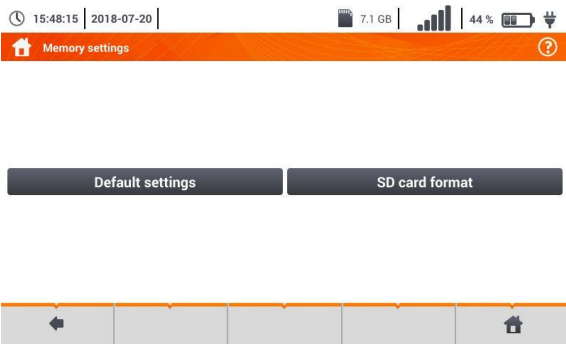 15:48:15 2018-07-20 7.1 GB 44 %
Memory settings ?
Default settings SD card format